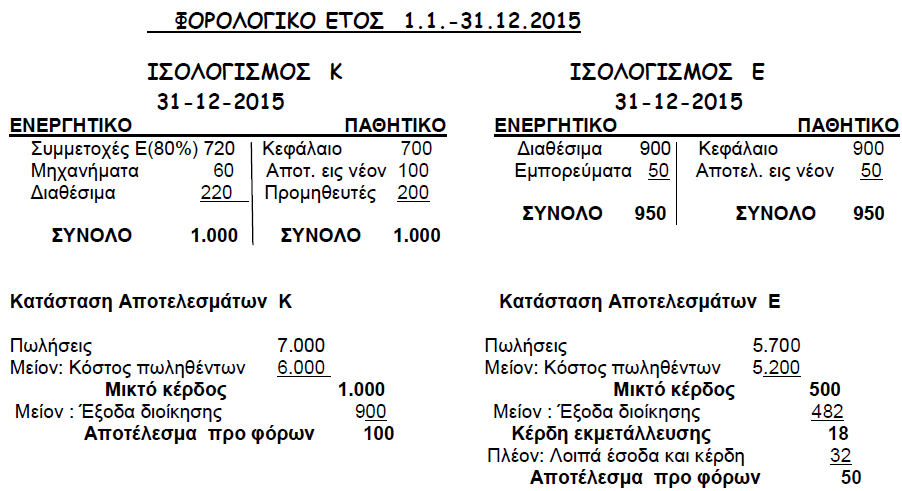 ΦΟΡΟΛΟΓΙΚΟ ΕΤΟΣ 1.1.-31.12.2015
ΙΣΟΛΟΓΙΣΜΟΣ Κ
31-12-2015
ΕΝΕΡΓΗΤΙΚΟ ΠΑΘΗΤΙΚΟ
Συμμετοχές Ε(80%) 720 Κεφάλαιο 700
Μηχανήματα 60 Αποτ. εις νέον 100
Διαθέσιμα 220 Προμηθευτές 200
ΣΥΝΟΛΟ 1.000 ΣΥΝΟΛΟ 1.000
ΙΣΟΛΟΓΙΣΜΟΣ Ε
31-12-2015
ΕΝΕΡΓΗΤΙΚΟ ΠΑΘΗΤΙΚΟ
Διαθέσιμα 900 Κεφάλαιο 900
Εμπορεύματα 50 Αποτελ. εις νέον 50
ΣΥΝΟΛΟ 950 ΣΥΝΟΛΟ 950
Κατάσταση Αποτελεσμάτων Κ
Πωλήσεις 7.000
Μείον: Κόστος πωληθέντων 6.000
Μικτό κέρδος 1.000
Μείον : Έξοδα διοίκησης 900
Αποτέλεσμα προ φόρων 100
Κατάσταση Αποτελεσμάτων Ε
Πωλήσεις 5.700
Μείον: Κόστος πωληθέντων 5.200
Μικτό κέρδος 500
Μείον : Έξοδα διοίκησης 482
Κέρδη εκμετάλλευσης 18
Πλέον: Λοιπά έσοδα και κέρδη 32
Αποτέλεσμα προ φόρων 50